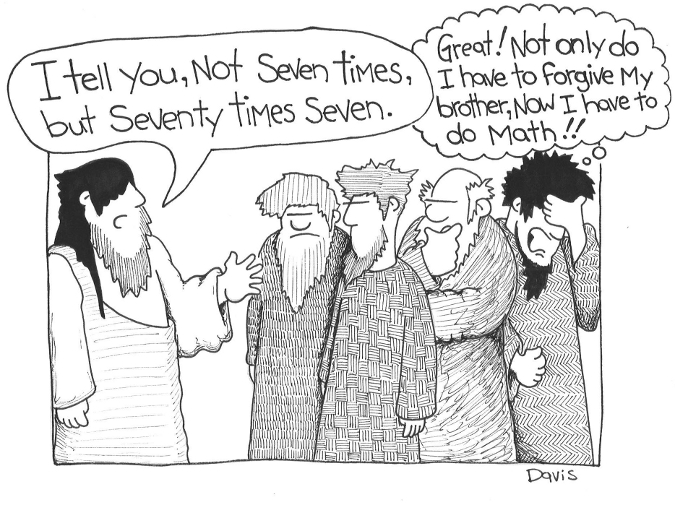 I tell you, Not Seven times,
but Seventy times Seven.
Great! Not only do
I have to forgive My
brother, Now I have to
do Math!!
Davis